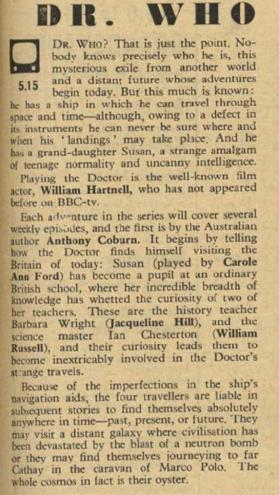 DR. WHO
5.15
DR. WHO? That is just the point. No-
body knows precisely who he is, this
mysterious exile from another world
and a distant future whose adventures
begin today. But this much is known:
he has a ship in which he can travel through
space and time—although, owing to a defect in
its instruments he can never be sure where and
when his 'landings' may take place. And he
has a grand-daughter Susan, a strange amalgam
of teenage normality and uncanny intelligence.
Playing the Doctor is the well-known film
actor, William Hartnell, who has not appeared
before on BBC-tv.
Each adventure in the series will cover several
weekly episodes, and the first is by the Australian
author Anthony Coburn. It begins by telling
how the Doctor finds himself visiting the
Britain of today: Susan (played by Carole
Ann Ford) has become a pupil at an ordinary
British school, where her incredible breadth of
knowledge has whetted the curiosity of two of
her teachers. These are the history teacher
Barbara Wright (Jacqueline Hill), and the
science master Ian Chesterton (William
Russell), and their curiosity leads them to
become inextricably involved in the Doctor's
strange travels.
Because of the imperfections in the ship's
navigation aids, the four travellers are liable in
subsequent stories to find themselves absolutely
anywhere in time—past, present, or future. They
may visit a distant galaxy where civilisation has
been devastated by the blast of a neutron bomb
or they may find themselves journeying to far
Cathay in the caravan of Marco Polo. The
whole cosmos in fact is their oyster.